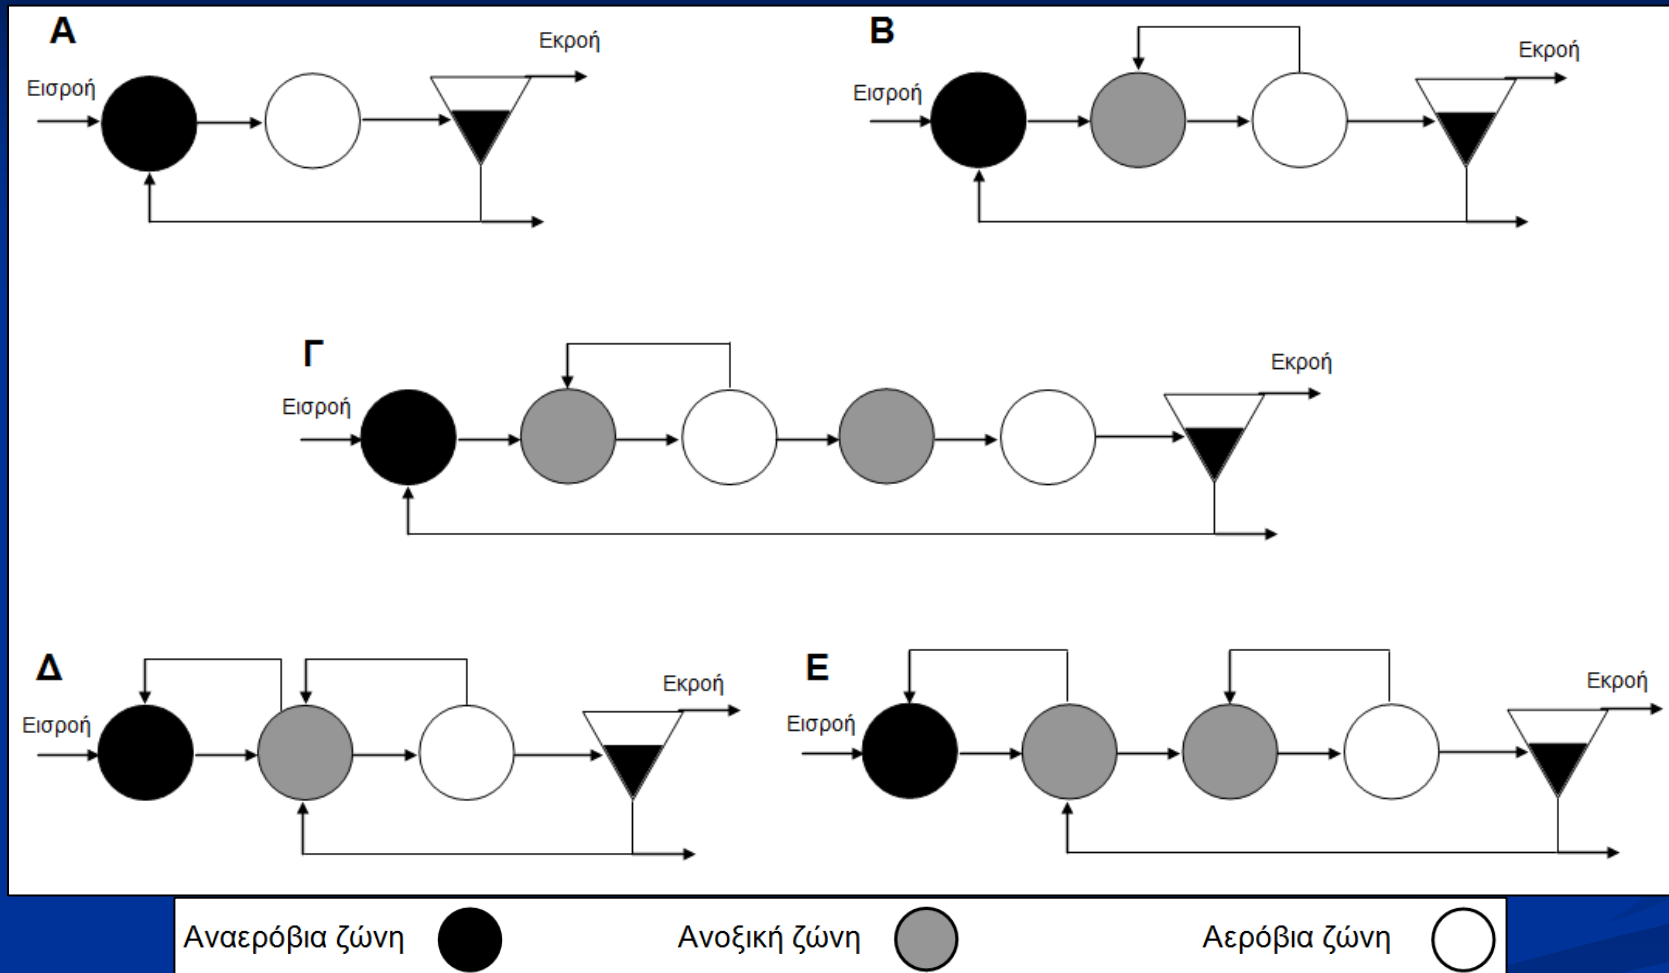 Α
Εισροή
Εκροή
Β
Εισροή
Εκροή
Γ
Εισροή
Εκροή
Δ
Εισροή
Εκροή
Ε
Εισροή
Εκροή
Αναερόβια ζώνη
Ανοξική ζώνη
Αερόβια ζώνη